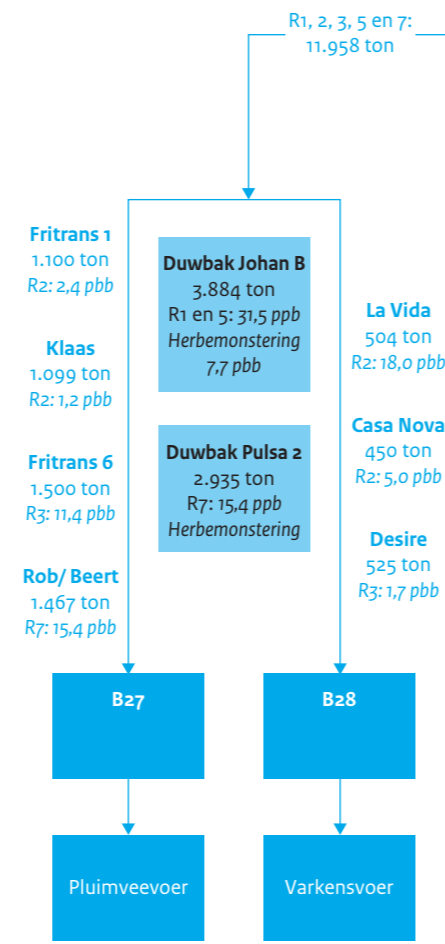 R1, 2, 3, 5 en 7:
11.958 ton
Fritrans 1
1.100 ton
R2: 2,4 pbb
Klaas
1.099 ton
R2: 1,2 pbb
Fritrans 6
1.500 ton
R3: 11,4 pbb
Rob/ Beert
1.467 ton
R7: 15,4 pbb
Duwbak Johan B
3.884 ton
R1 en 5: 31,5 ppb
Herbemonstering
7,7 pbb
Duwbak Pulsa 2
2.935 ton
R7: 15,4 ppb
Herbemonstering
La Vida
504 ton
R2: 18,0 pbb
Casa Nova
450 ton
R2: 5,0 pbb
Desire
525 ton
R3: 1,7 pbb
B27
B28
Pluimveevoer
Varkensvoer